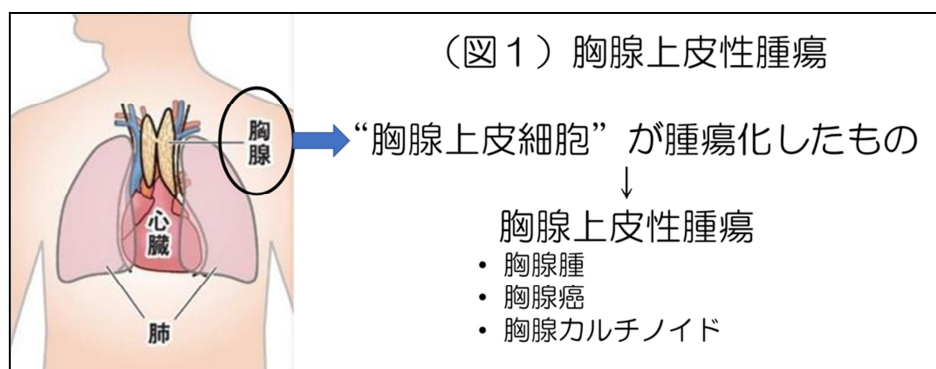 （図１）胸腺上皮性腫瘍
胸腺
“胸腺上皮細胞”が腫瘍化したもの
↓
胸腺上皮性腫瘍
• 胸腺腫
• 胸腺癌
• 胸腺カルチノイド
心臓
肺